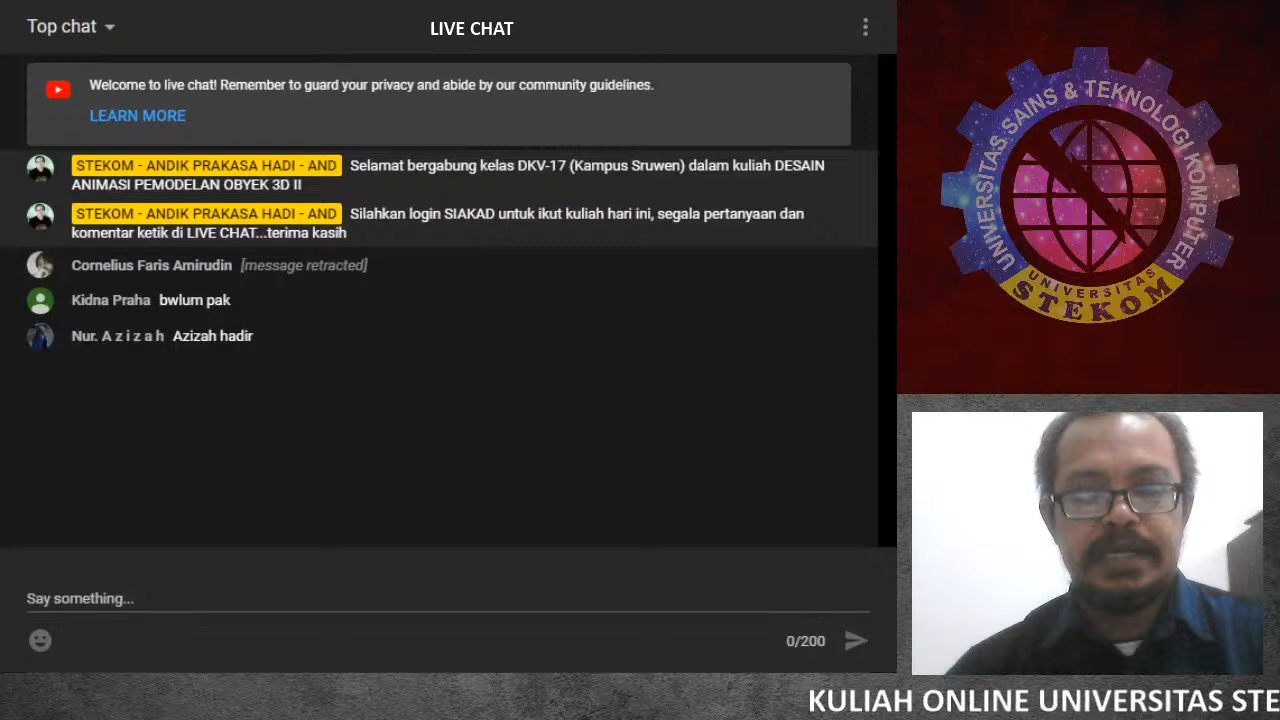 Top chat
LIVE CHAT
Welcome to live chat! Remember to guard your privacy and abide by our community guidelines.
LEARN MORE
STEKOM - ANDIK PRAKASA HADI - AND Selamat bergabung kelas DKV-17 (Kampus Sruwen) dalam kuliah DESAIN
ANIMASI PEMODELAN OBYEK 3D II
STEKOM - ANDIK PRAKASA HADI - AND Silahkan login SIAKAD untuk ikut kuliah hari ini, segala pertanyaan dan
komentar ketik di LIVE CHAT...terima kasih
Cornelius Faris Amirudin [message retracted]
Kidna Praha bwlum pak
Nur. A z i z a h Azizah hadir
Say something...
0/200
UNIVERSITAS SAINS & TEKNOLOGI KOMPUTER
UNIVERSITAS
STEKOM
KULIAH ONLINE UNIVERSITAS STE